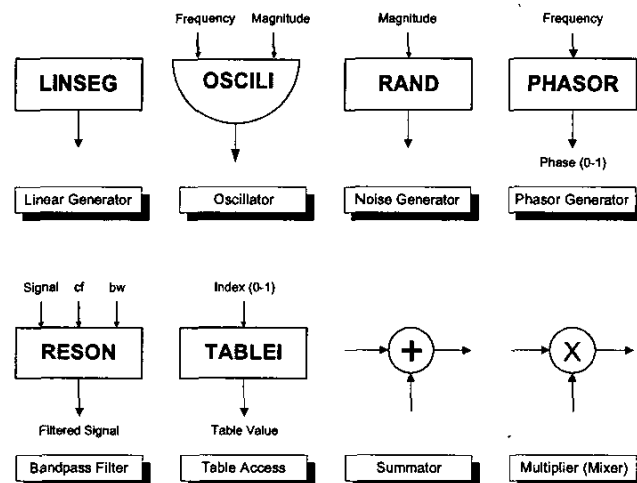 Frequency Magnitude Magnitude Frequency
LINSEG OSCILI RAND PHASOR
Phase (0-1)
Linear Generator Oscillator Noise Generator Phasor Generator
Signal cf bw Index (0-1)
RESON TABLEI + X
Filtered Signal Table Value
Bandpass Filter Table Access Summator Multiplier (Mixer)